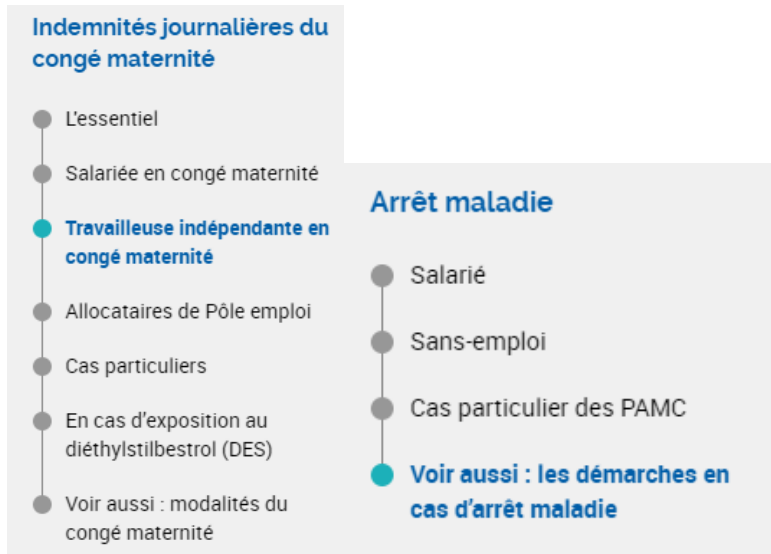 Indemnités journalières du
congé maternité
L'essentiel
Salariée en congé maternité
Travailleuse indépendante en
congé maternité
Allocataires de Pôle emploi
Cas particuliers
En cas d'exposition au
diéthylstilbestrol (DES)
Voir aussi : modalités du
congé maternité
Arrêt maladie
Salarié
Sans-emploi
Cas particulier des PAMC
Voir aussi : les démarches en
cas d'arrêt maladie